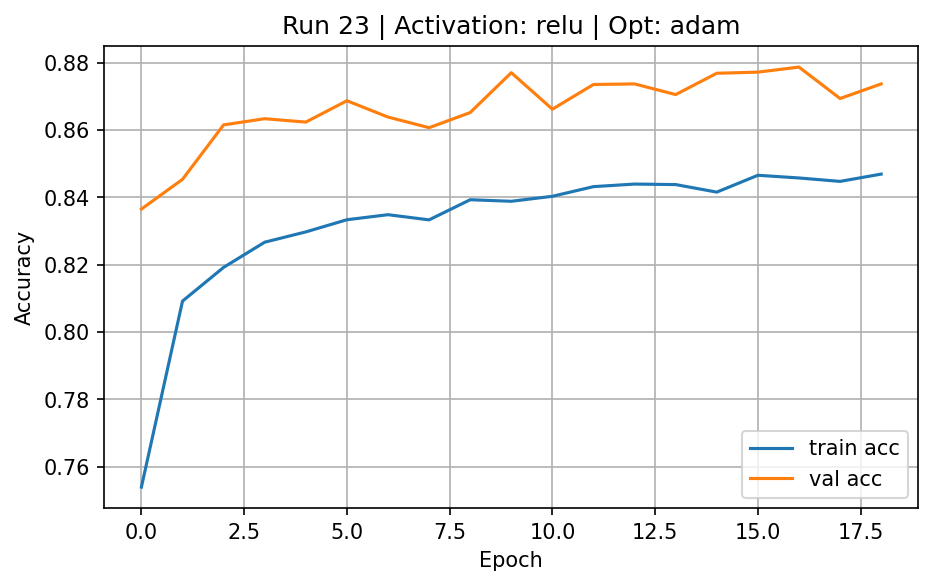 Run 23 | Activation: relu | Opt: adam
0.88
0.86
0.84
0.82
0.80
0.78
0.76
Accuracy
train acc
val acc
0.0 2.5 5.0 7.5 10.0 12.5 15.0 17.5
Epoch